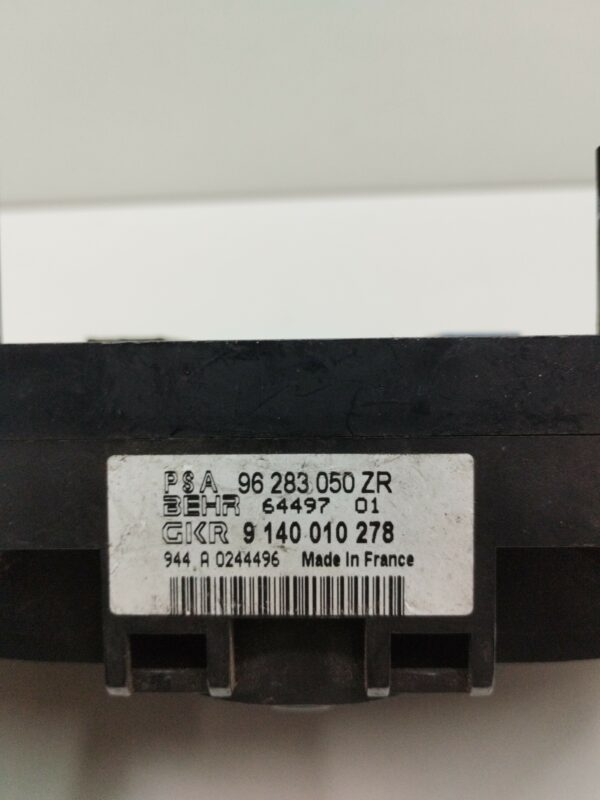 PSA 96 283 050 ZR
BEHR 64497 01
GKR 9 140 010 278
944 A 0244496 Made In France